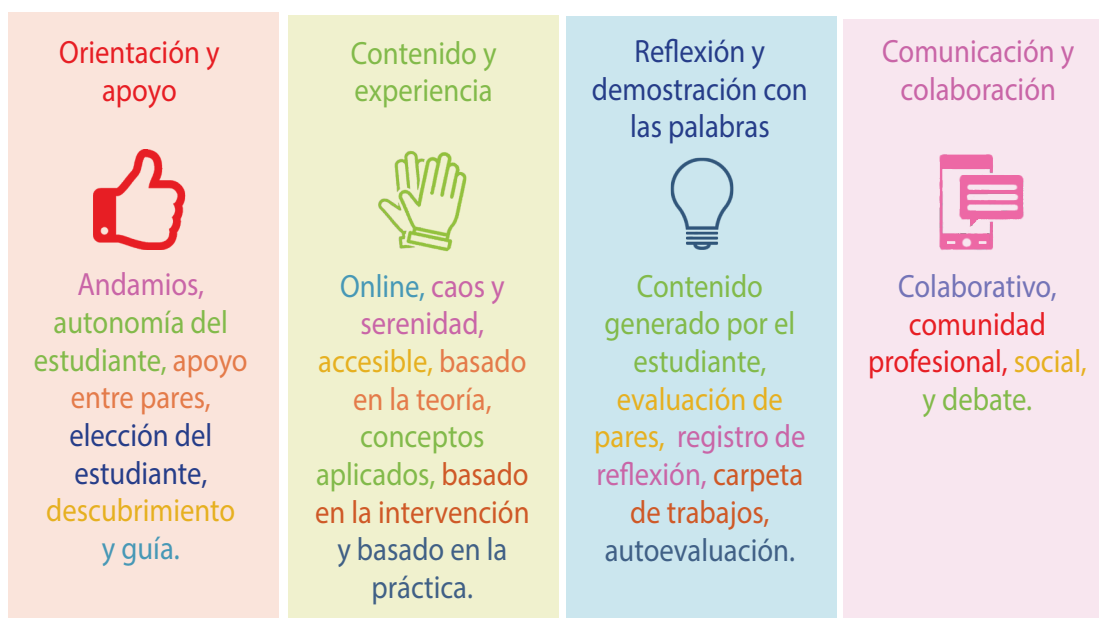 Orientación y
apoyo
Andamios,
autonomía del
estudiante, apoyo
entre pares,
elección del
estudiante,
descubrimiento
y guía.
Contenido y
experiencia
Online, caos y
serenidad,
accesible, basado
en la teoría,
conceptos
aplicados, basado
en la intervención
y basado en la
práctica.
Reflexión y
demostración con
las palabras
Contenido
generado por el
estudiante,
evaluación de
pares, registro de
reflexión, carpeta
de trabajos,
autoevaluación.
Comunicación y
colaboración
Colaborativo,
comunidad
profesional, social,
y debate.